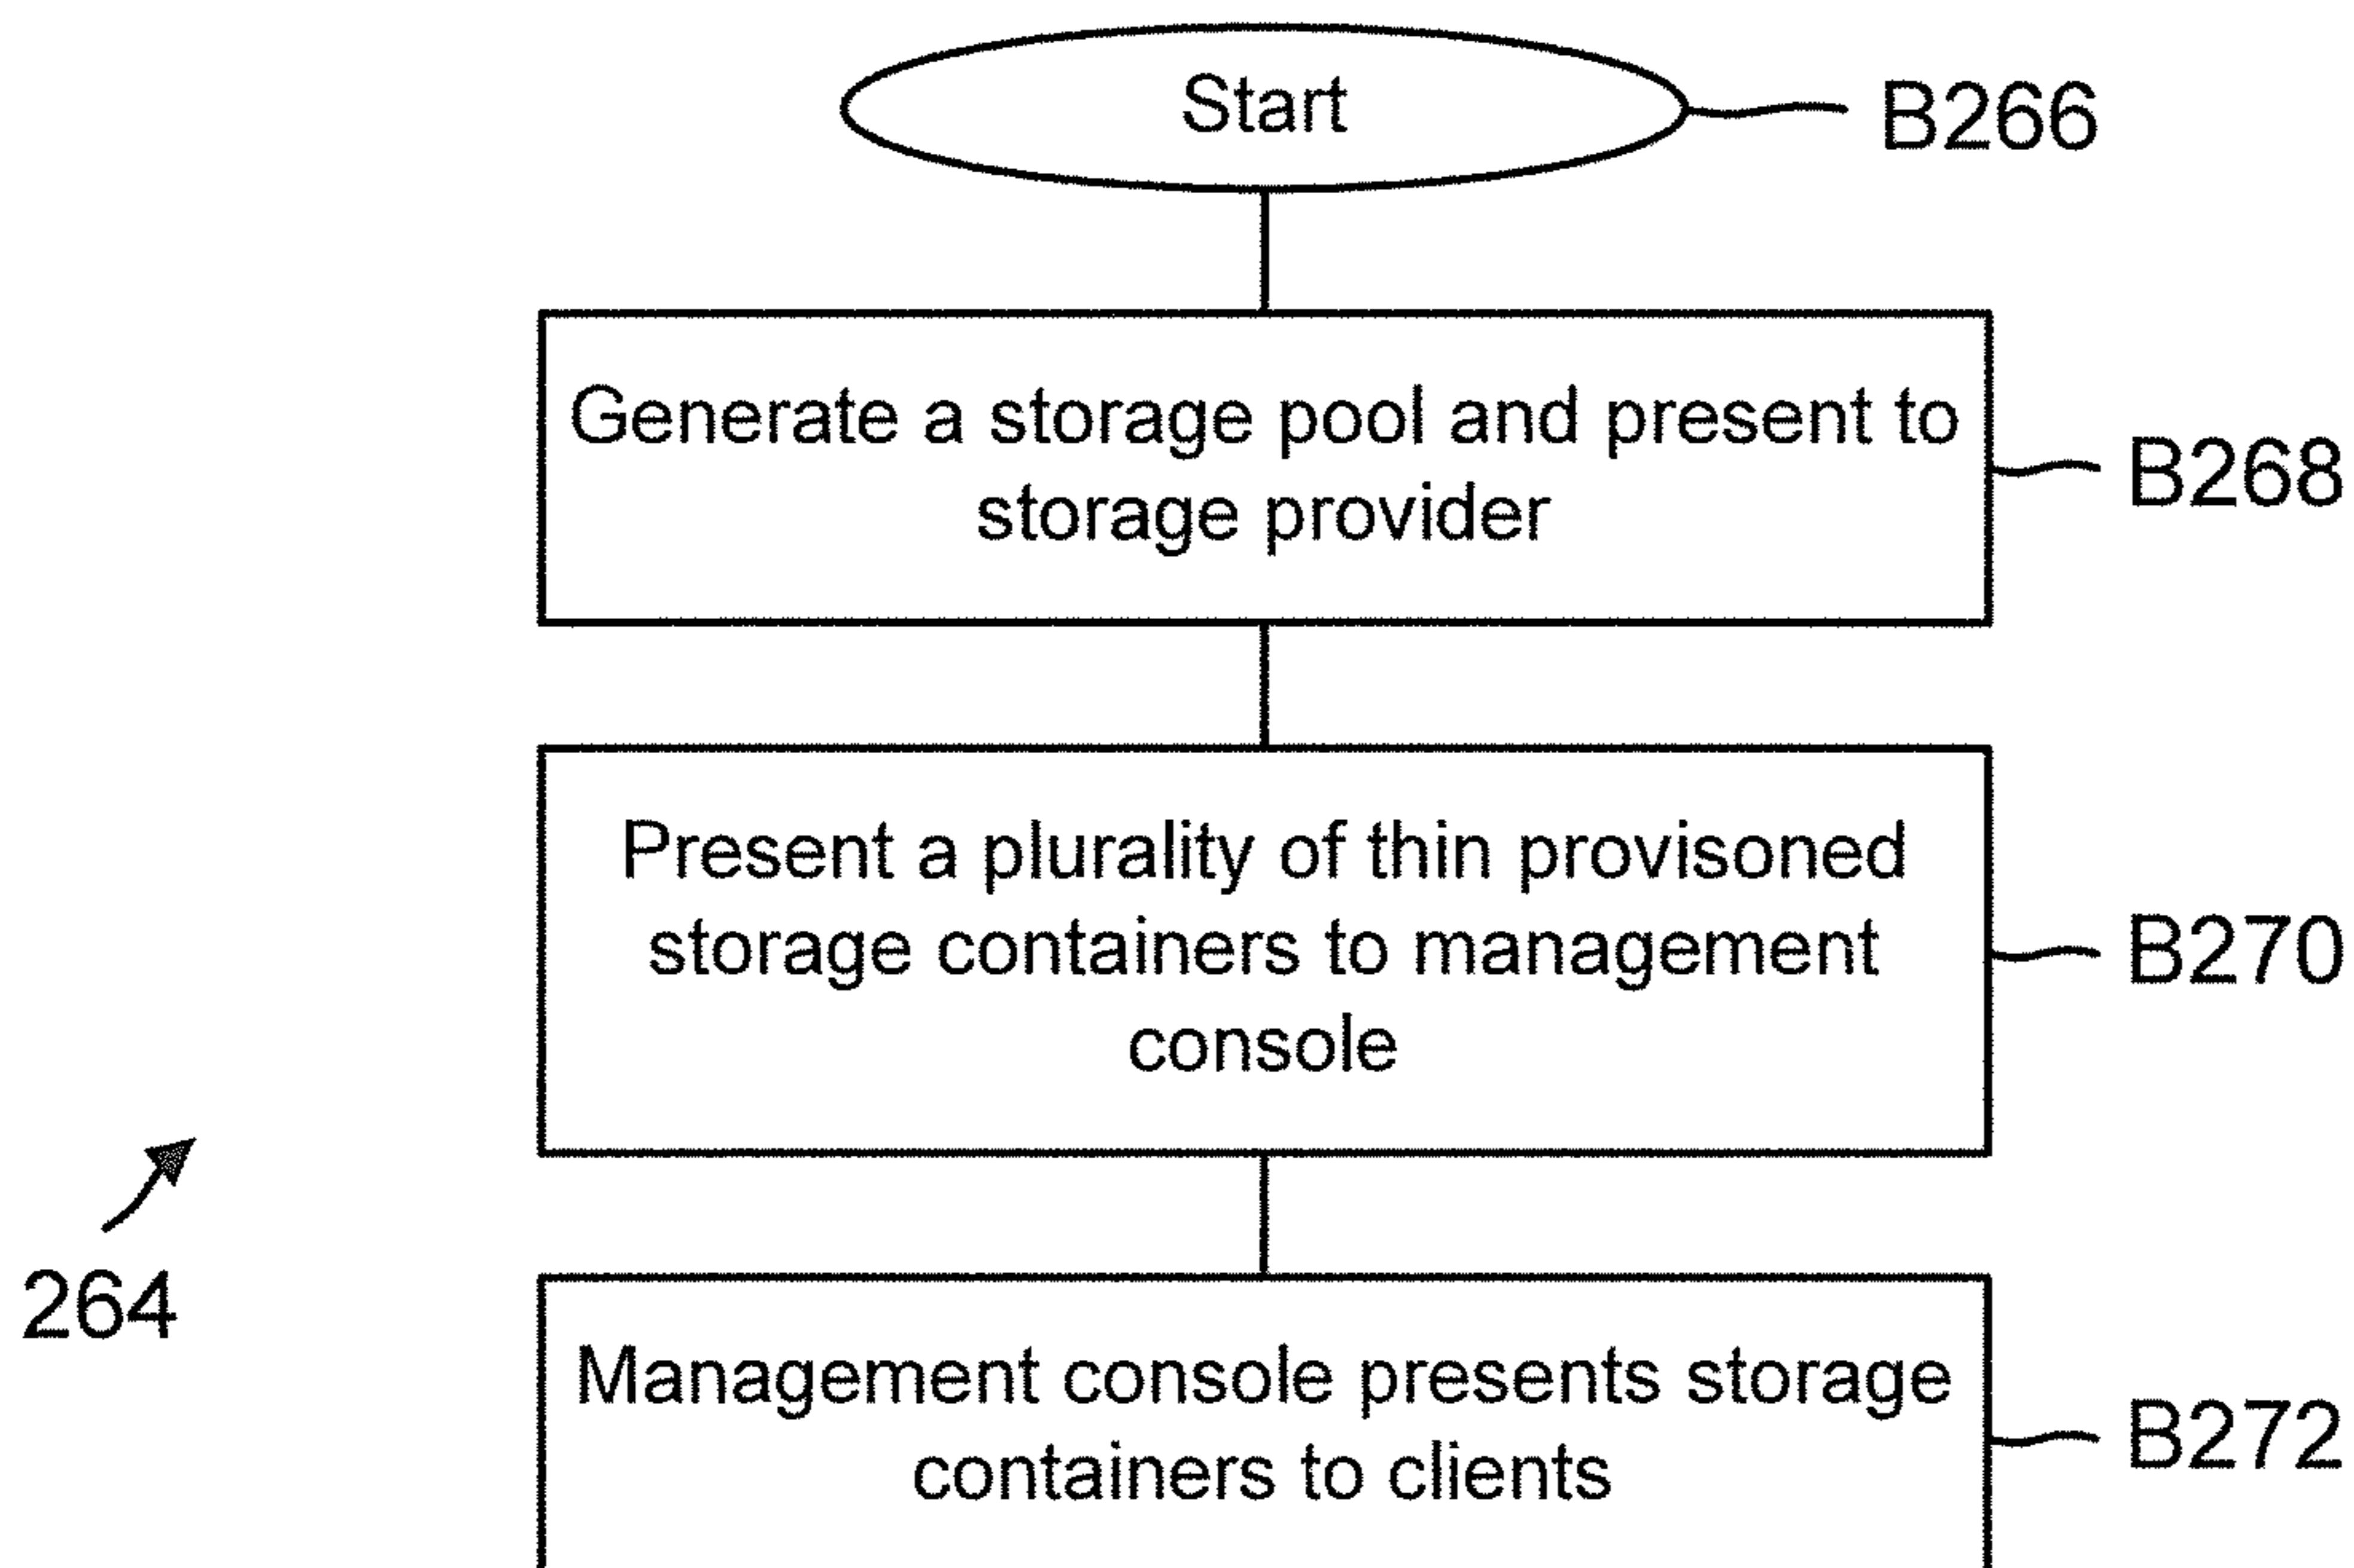 Start
B266
Generate a storage pool and present to
storage provider
B268
Present a plurality of thin provisoned
storage containers to management
console
B270
264
Management console presents storage
containers to clients
B272